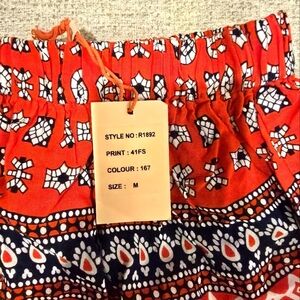 STYLE NO : R1892
PRINT : 41FS
COLOUR : 167
SIZE : M